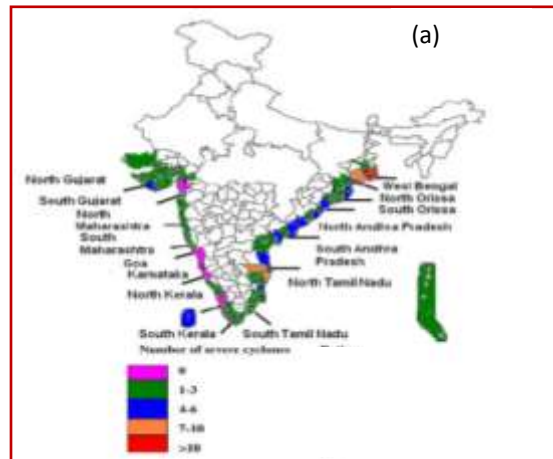 (a)
North Gujarat
South Gujarat
North
Maharashtra
South
Maharashtra
Goa
Karnataka
North Kerala
South Kerala
South Tamil Nadu
West Bengal
North Orissa
South Orissa
North Andhra Pradesh
South Andhra
Pradesh
North Tamil Nadu
Number of severe cyclones
0
1-3
4-6
7-10
>10